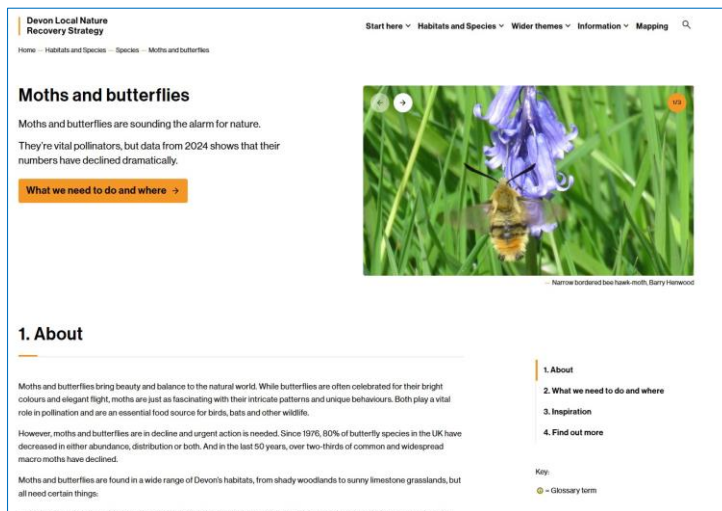 Devon Local Nature
Recovery Strategy
Start here Habitats and Species Wider themes Information Mapping
Home — Habitats and Species — Species — Moths and butterflies
Moths and butterflies
Moths and butterflies are sounding the alarm for nature.
They're vital pollinators, but data from 2024 shows that their
numbers have declined dramatically.
What we need to do and where →
← →
1/3
— Narrow bordered bee hawk-moth, Barry Henwood
1. About
Moths and butterflies bring beauty and balance to the natural world. While butterflies are often celebrated for their bright
colours and elegant flight, moths are just as fascinating with their intricate patterns and unique behaviours. Both play a vital
role in pollination and are an essential food source for birds, bats and other wildlife.
However, moths and butterflies are in decline and urgent action is needed. Since 1976, 80% of butterfly species in the UK have
decreased in either abundance, distribution or both. And in the last 50 years, over two-thirds of common and widespread
macro moths have declined.
Moths and butterflies are found in a wide range of Devon's habitats, from shady woodlands to sunny limestone grasslands, but
all need certain things:
1. About
2. What we need to do and where
3. Inspiration
4. Find out more
Key:
– Glossary term